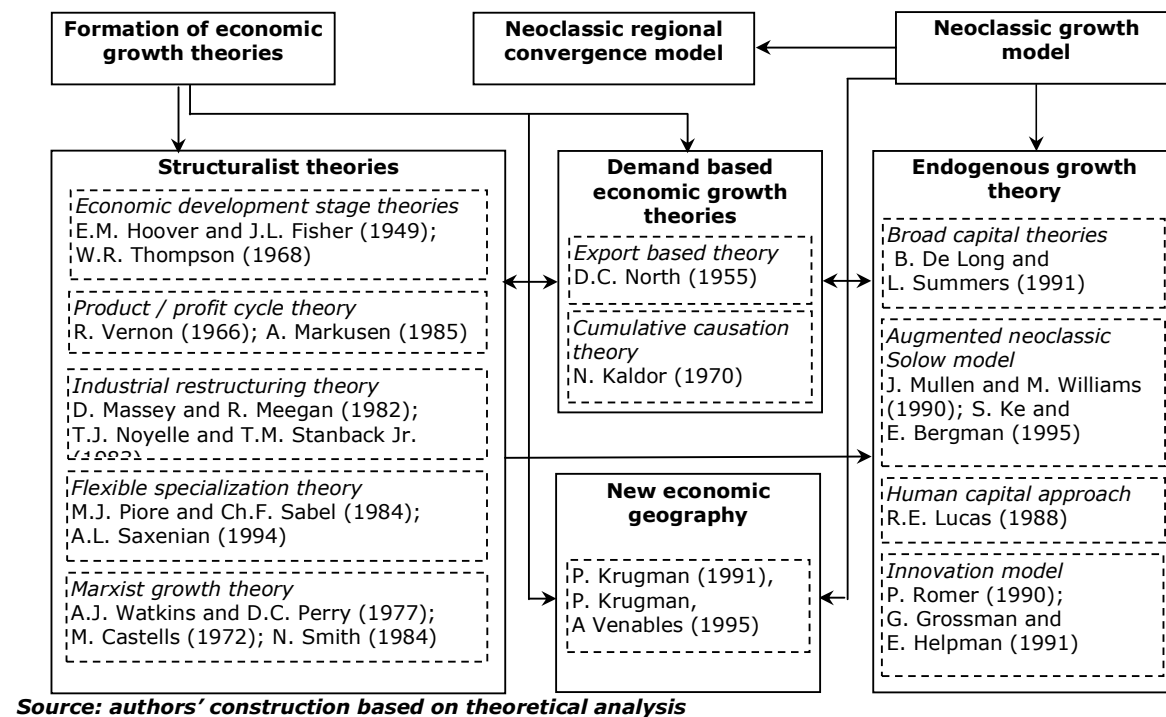 Formation of economic
growth theories
Neoclassic regional
convergence model
Neoclassic growth
model
Structuralist theories
Economic development stage theories
E.M. Hoover and J.L. Fisher (1949);
W.R. Thompson (1968)
Product / profit cycle theory
R. Vernon (1966); A. Markusen (1985)
Industrial restructuring theory
D. Massey and R. Meegan (1982);
T.J. Noyelle and T.M. Stanback Jr.
Flexible specialization theory
M.J. Piore and Ch.F. Sabel (1984);
A.L. Saxenian (1994)
Marxist growth theory
A.J. Watkins and D.C. Perry (1977);
M. Castells (1972); N. Smith (1984)
Demand based
economic growth
theories
Export based theory
D.C. North (1955)
Cumulative causation
theory
N. Kaldor (1970)
New economic
geography
P. Krugman (1991),
P. Krugman,
A Venables (1995)
Endogenous growth
theory
Broad capital theories
B. De Long and
L. Summers (1991)
Augmented neoclassic
Solow model
J. Mullen and M. Williams
(1990); S. Ke and
E. Bergman (1995)
Human capital approach
R.E. Lucas (1988)
Innovation model
P. Romer (1990);
G. Grossman and
E. Helpman (1991)
Source: authors’ construction based on theoretical analysis